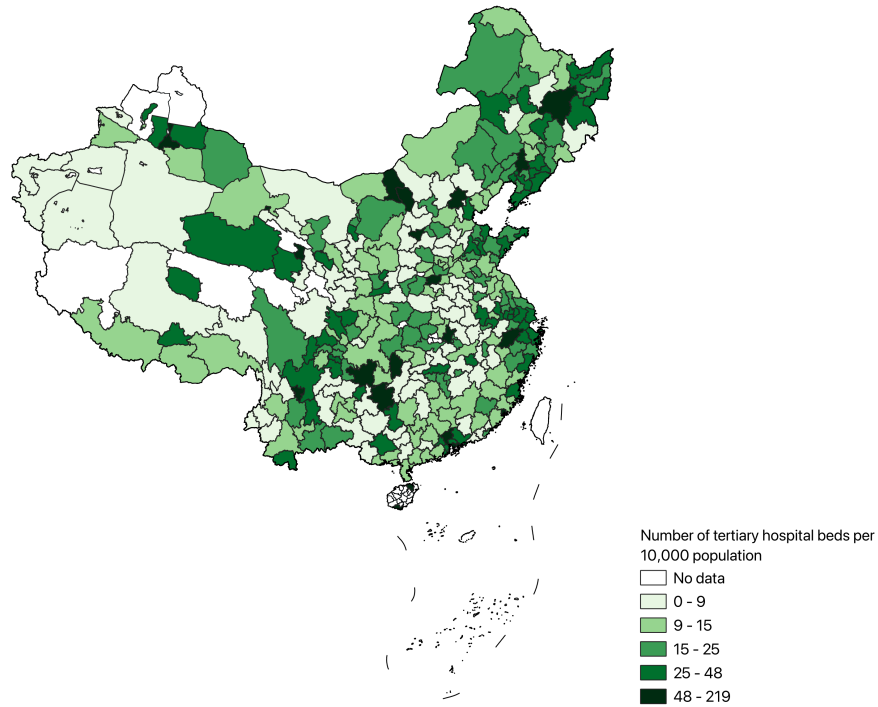 Number of tertiary hospital beds per
10,000 population
No data
0 - 9
9 - 15
15 - 25
25 - 48
48 - 219